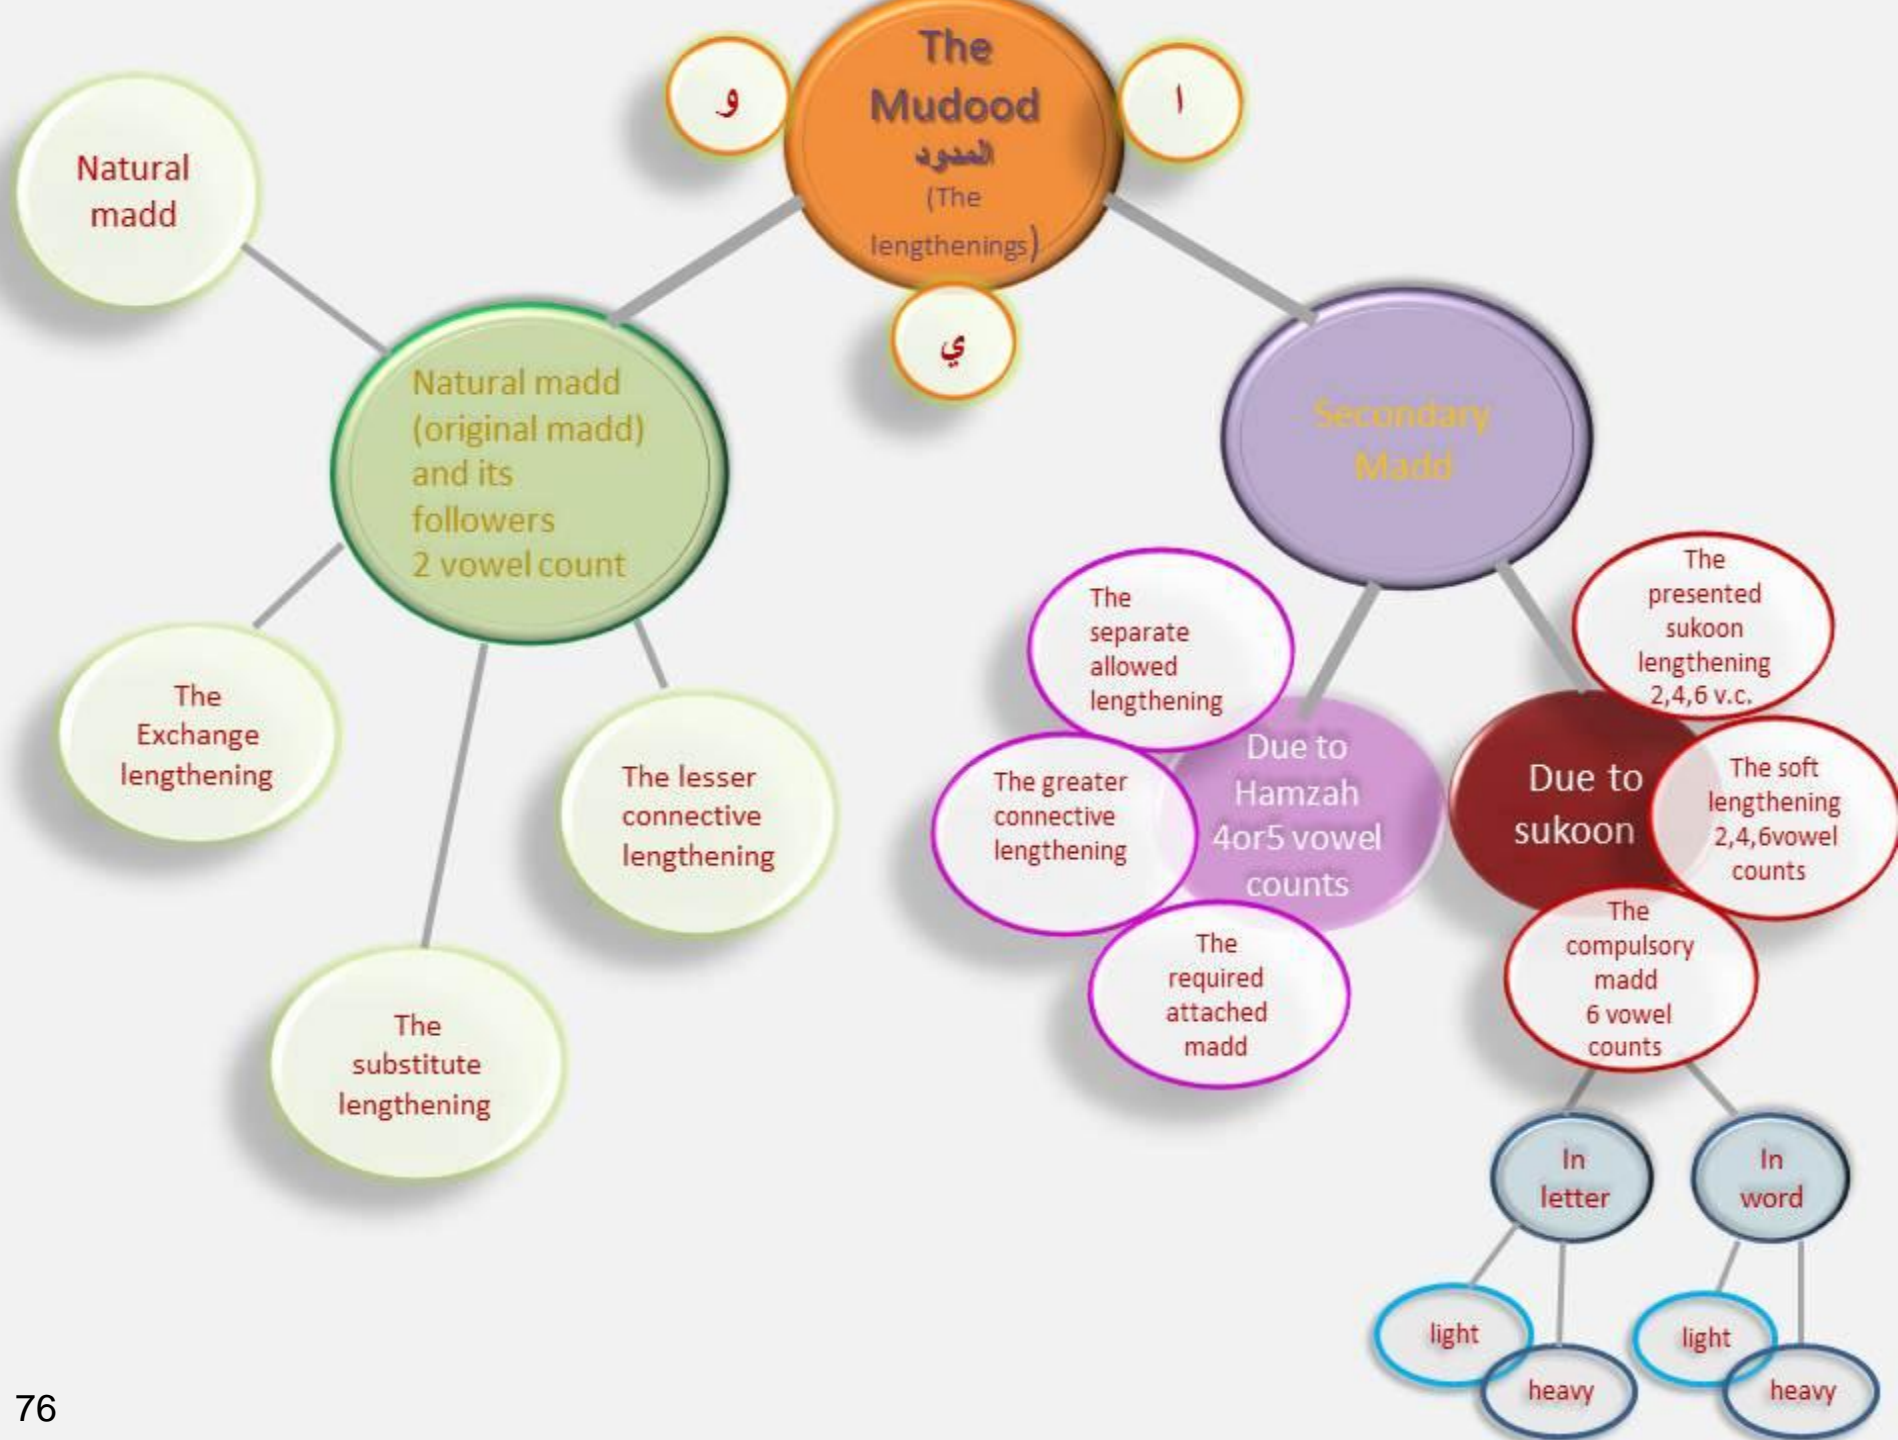 The
Mudood
المدود
(The
lengthenings)
و
ا
ي
Natural
madd
Natural madd
(original madd)
and its
followers
2 vowel count
The
Exchange
lengthening
The
substitute
lengthening
The lesser
connective
lengthening
Secondary
Madd
The
separate
allowed
lengthening
The greater
connective
lengthening
The
required
attached
madd
Due to
Hamzah
4or5 vowel
counts
Due to
sukoon
The
presented
sukoon
lengthening
2,4,6 v.c.
The soft
lengthening
2,4,6vowel
counts
The
compulsory
madd
6 vowel
counts
In
letter
In
word
light
heavy
light
heavy
76